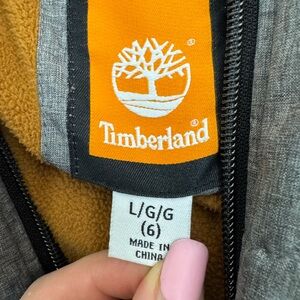 ®
Timberland
L/G/G
(6)
MADE IN
CHINA